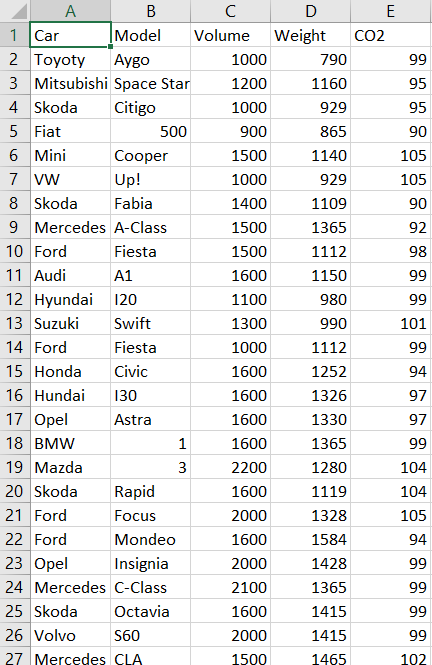 A B C D E
1 Car Model Volume Weight CO2
2 Toyoty Aygo 1000 790 99
3 Mitsubishi Space Star 1200 1160 95
4 Skoda Citigo 1000 929 95
5 Fiat 500 900 865 90
6 Mini Cooper 1500 1140 105
7 VW Up! 1000 929 105
8 Skoda Fabia 1400 1109 90
9 Mercedes A-Class 1500 1365 92
10 Ford Fiesta 1500 1112 98
11 Audi A1 1600 1150 99
12 Hyundai I20 1100 980 99
13 Suzuki Swift 1300 990 101
14 Ford Fiesta 1000 1112 99
15 Honda Civic 1600 1252 94
16 Hundai I30 1600 1326 97
17 Opel Astra 1600 1330 97
18 BMW 1 1600 1365 99
19 Mazda 3 2200 1280 104
20 Skoda Rapid 1600 1119 104
21 Ford Focus 2000 1328 105
22 Ford Mondeo 1600 1584 94
23 Opel Insignia 2000 1428 99
24 Mercedes C-Class 2100 1365 99
25 Skoda Octavia 1600 1415 99
26 Volvo S60 2000 1415 99
27 Mercedes CLA 1500 1465 102